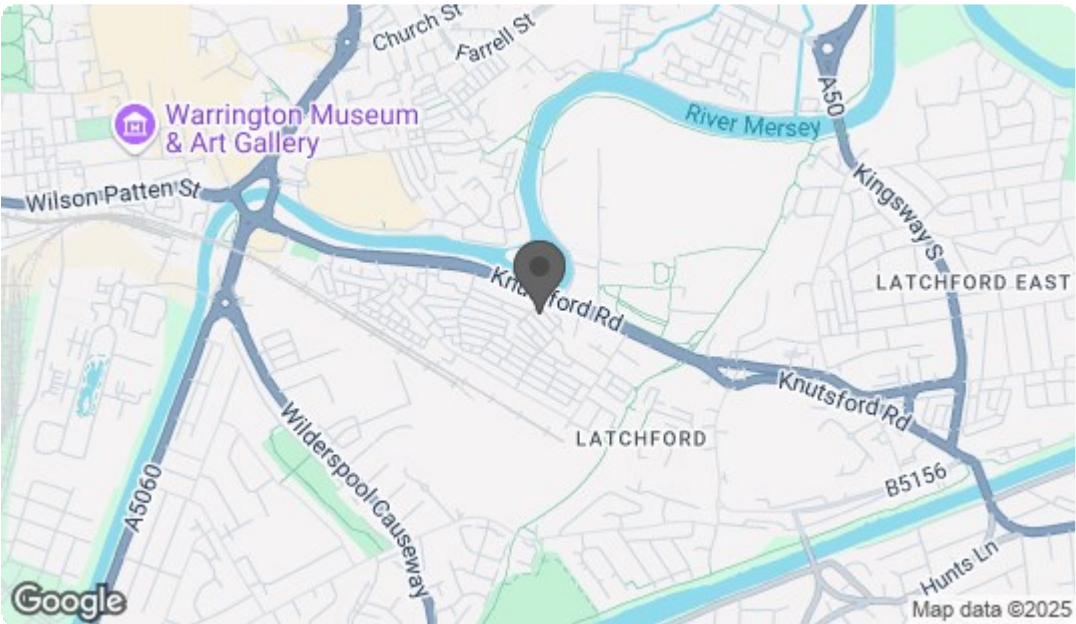 Church St
Farrell St
A50
Warrington Museum
& Art Gallery
River Mersey
Wilson Patten St
Kingsway S
LATCHFORD EAST
Knutsford Rd
Knutsford Rd
LATCHFORD
Wilderspool Causeway
A5060
B5156
Hunts Ln
Google
Map data ©2025